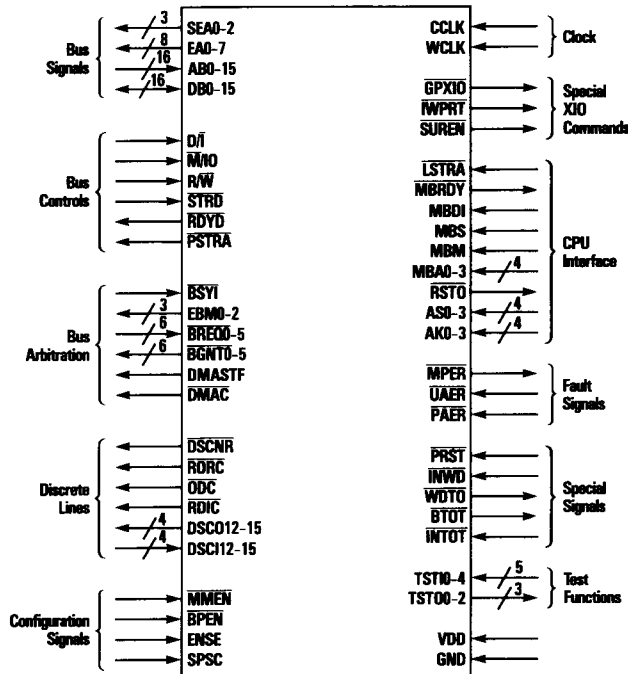 Bus
Signals
3
SEA0-2
8
EA0-7
16
AB0-15
16
DB0-15
Bus
Controls
D/I
M/IO
R/W
STRD
RDYD
PSTRA
Bus
Arbitration
BSYI
3
EBM0-2
6
BREQ0-5
6
BGNT0-5
DMASTF
DMAC
Discrete
Lines
DSCNR
RORC
ODC
RDIC
4
DSCO12-15
4
DSCI12-15
Configuration
Signals
MMEN
BPEN
ENSE
SPSC
CCLK
WCLK
Clock
GPXIO
IWPRT
SUREN
Special
XIO
Commands
LSTRA
MBRDY
MBDI
MBS
MBM
MBA0-3
4
RSTO
AS0-3
4
AK0-3
4
CPU
Interface
MPER
UAER
PAER
Fault
Signals
PRST
INWD
WDTO
BTOT
INTOT
Special
Signals
TSTI0-4
5
TSTO0-2
3
Test
Functions
VDD
GND